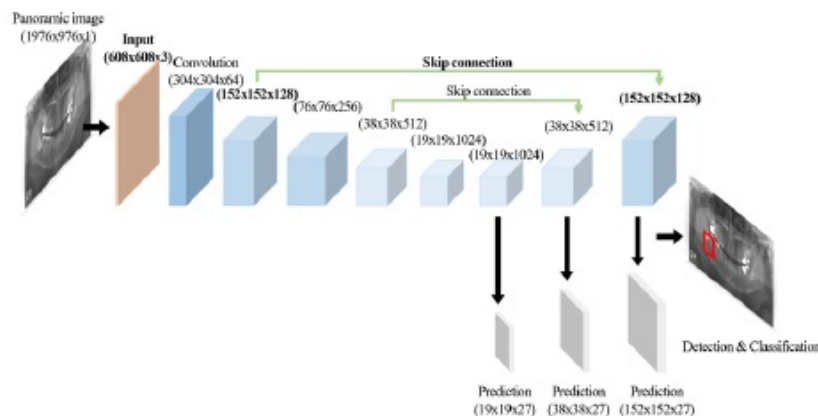 Panoramic image
(1976x976x1)
Input
(608x608x3)
Convolution
(304x304x64)
(152x152x128)
(76x76x256)
Skip connection
Skip connection
(38x38x512)
(19x19x1024)
(19x19x1024)
(38x38x512)
(152x152x128)
Detection & Classification
Prediction
(19x19x27)
Prediction
(38x38x27)
Prediction
(152x152x27)